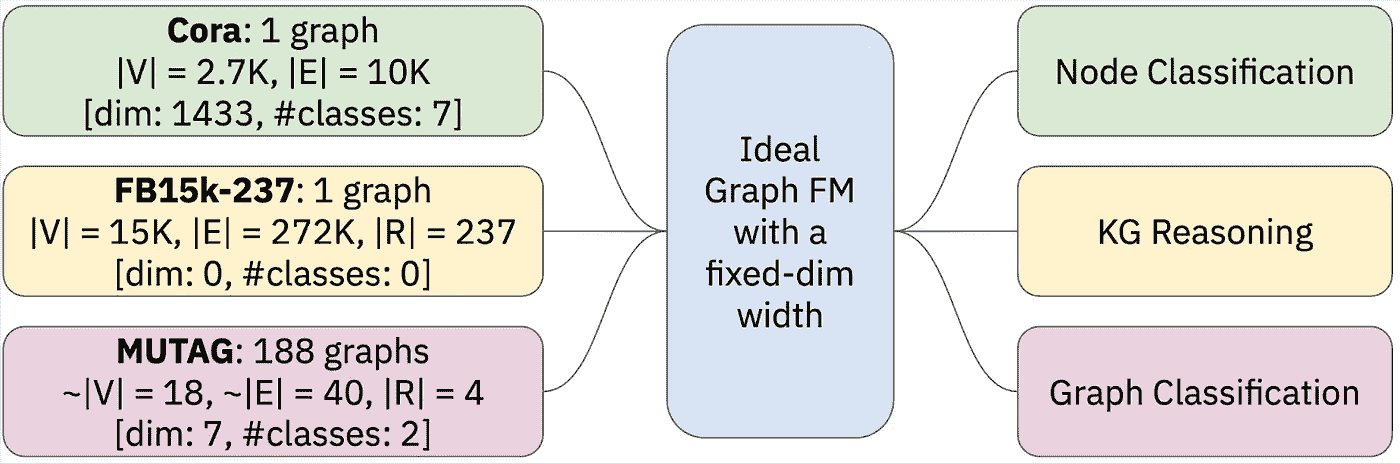 Cora: 1 graph
|V| = 2.7K, |E| = 10K
[dim: 1433, #classes: 7]
FB15k-237: 1 graph
|V| = 15K, |E| = 272K, |R| = 237
[dim: 0, #classes: 0]
MUTAG: 188 graphs
~|V| = 18, ~|E| = 40, |R| = 4
[dim: 7, #classes: 2]
Ideal
Graph FM
with a
fixed-dim
width
Node Classification
KG Reasoning
Graph Classification